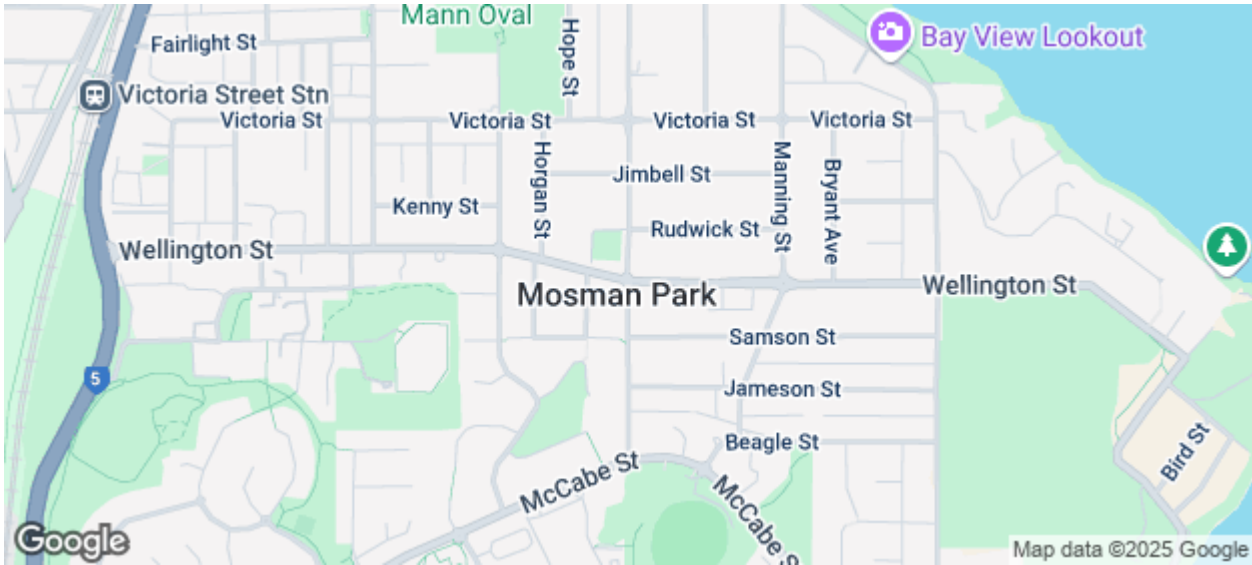 Mann Oval
Fairlight St
Hope St
Bay View Lookout
Victoria Street Stn
Victoria St
Victoria St
Victoria St
Victoria St
Horgan St
Jimbell St
Manning St
Bryant Ave
Kenny St
Rudwick St
Wellington St
Wellington St
Mosman Park
Samson St
5
Jameson St
Beagle St
Bird St
McCabe St
McCabe S
Google
Map data ©2025 Google